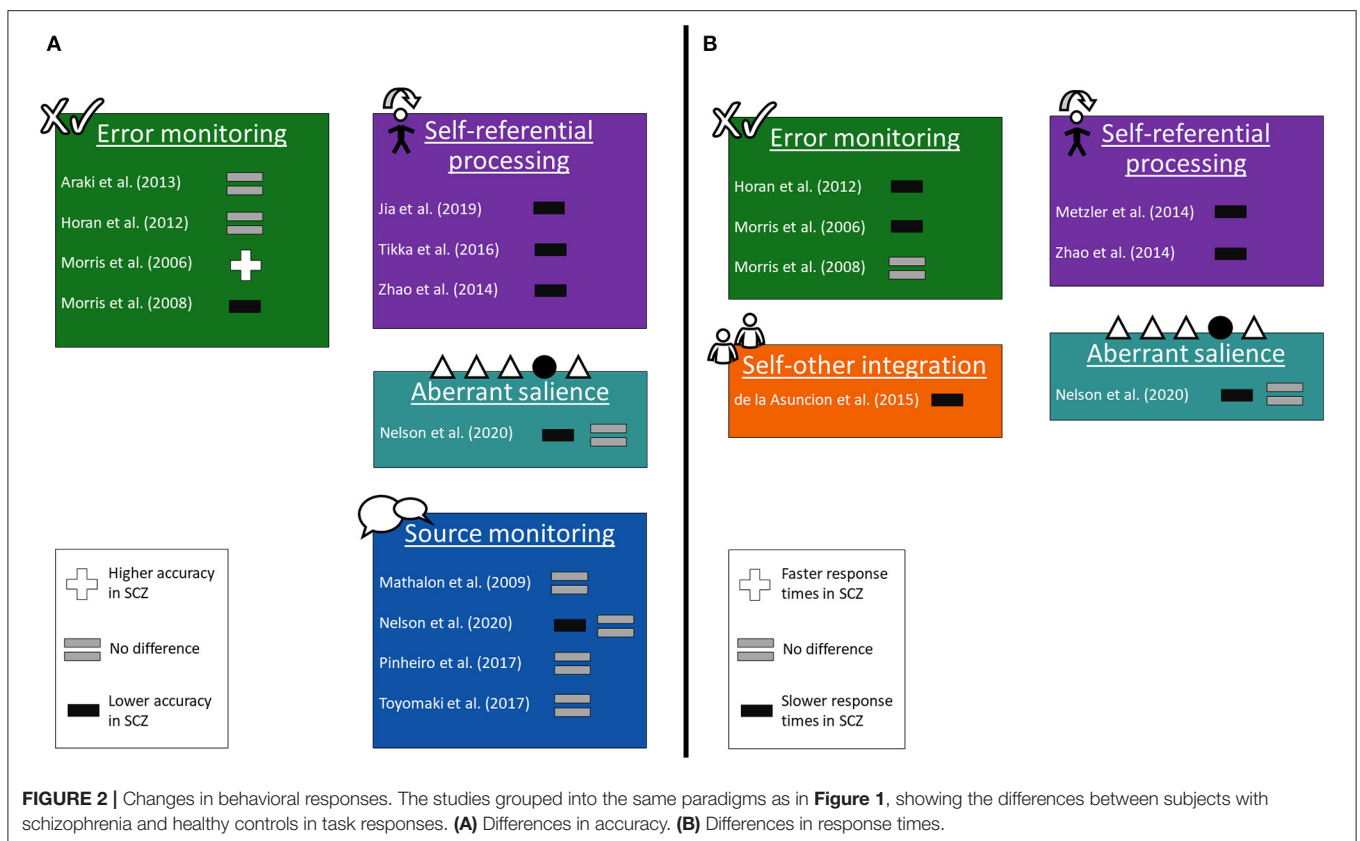 A
Error monitoring
Araki et al. (2013)
Horan et al. (2012)
Morris et al. (2006)
Morris et al. (2008)
Self-referential
processing
Jia et al. (2019)
Tikka et al. (2016)
Zhao et al. (2014)
Aberrant salience
Nelson et al. (2020)
Source monitoring
Mathalon et al. (2009)
Nelson et al. (2020)
Pinheiro et al. (2017)
Toyomaki et al. (2017)
Higher accuracy
in SCZ
No difference
Lower accuracy
in SCZ
B
Error monitoring
Horan et al. (2012)
Morris et al. (2006)
Morris et al. (2008)
Self-other integration
de la Asuncion et al. (2015)
Self-referential
processing
Metzler et al. (2014)
Zhao et al. (2014)
Aberrant salience
Nelson et al. (2020)
Faster response
times in SCZ
No difference
Slower response
times in SCZ
FIGURE 2 | Changes in behavioral responses. The studies grouped into the same paradigms as in Figure 1, showing the differences between subjects with
schizophrenia and healthy controls in task responses. (A) Differences in accuracy. (B) Differences in response times.